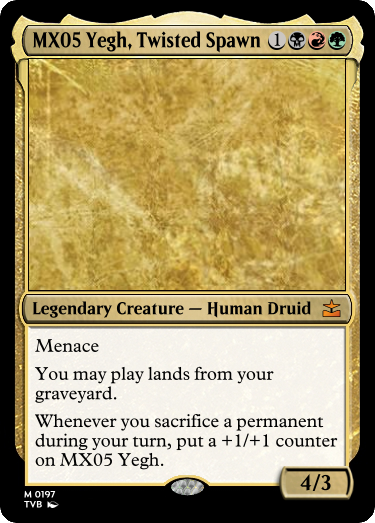 MX05 Yegh, Twisted Spawn 1
Legendary Creature — Human Druid
Menace
You may play lands from your
graveyard.
Whenever you sacrifice a permanent
during your turn, put a +1/+1 counter
on MX05 Yegh.
4/3
M 0197
TVB